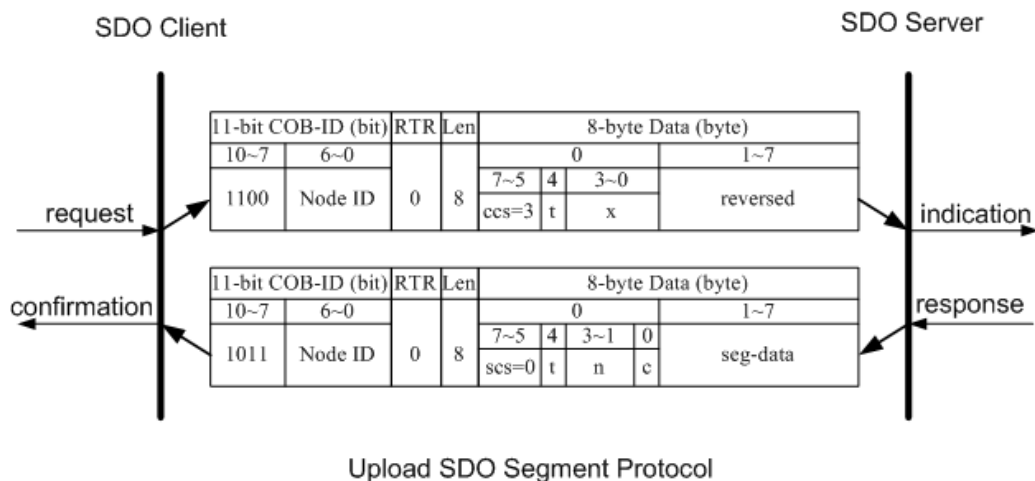 SDO Client
SDO Server
11-bit COB-ID (bit) RTR Len 8-byte Data (byte)
10~7 6~0 0 1~7
7~5 4 3~0
request 1100 Node ID 0 8 ccs=3 t x reversed indication
11-bit COB-ID (bit) RTR Len 8-byte Data (byte)
confirmation 10~7 6~0 0 1~7 response
7~5 4 3~1 0
1011 Node ID 0 8 scs=0 t n c seg-data
Upload SDO Segment Protocol